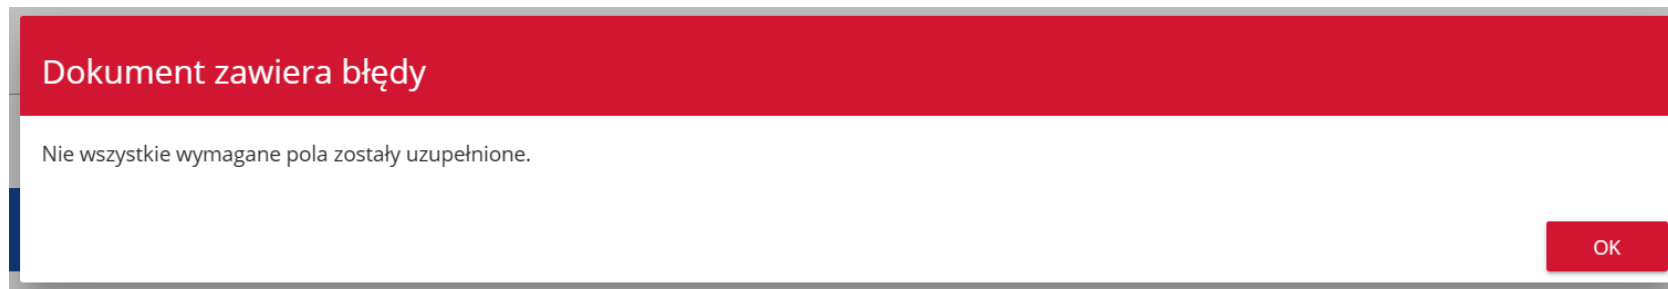 Dokument zawiera błędy
Nie wszystkie wymagane pola zostały uzupełnione.
OK